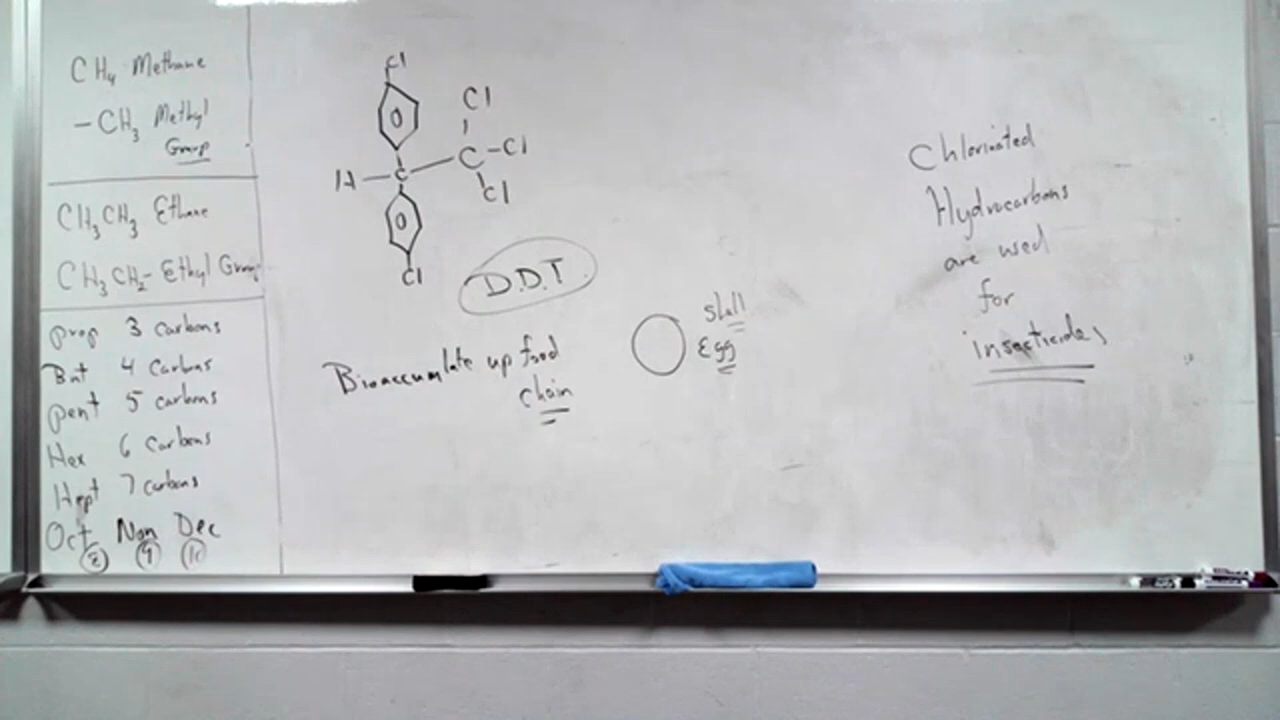 CH4 Methane
-CH3 Methyl
Group
CH3CH3 Ethane
CH3CH2- Ethyl Group
prop 3 carbons
But 4 carbons
pent 5 carbons
Hex 6 carbons
Hept 7 carbons
Oct Non Dec
8 9 10
Cl
Cl
H C C Cl
Cl
Cl
D.D.T
Bioaccumlate up food
chain
shell
Egg
Chlorinated
Hydrocarbons
are used
for
insecticides